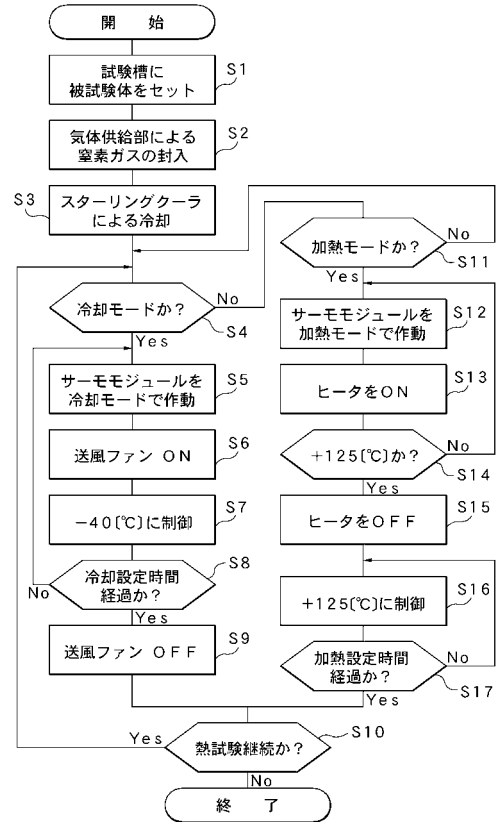 開 始
試験槽に
被試験体をセット
S1
気体供給部による
窒素ガスの封入
S2
スターリングクーラ
による冷却
S3
冷却モードか？
S4
No
Yes
サーモモジュールを
冷却モードで作動
S5
送風ファン ON
S6
−40〔℃〕に制御
S7
冷却設定時間
経過か？
S8
No
Yes
送風ファン OFF
S9
加熱モードか？
No
S11
Yes
サーモモジュールを
加熱モードで作動
S12
ヒータをON
S13
+125〔℃〕か？
No
S14
Yes
ヒータをOFF
S15
+125〔℃〕に制御
S16
加熱設定時間
経過か？
No
S17
Yes
熱試験継続か？
S10
Yes
No
終 了